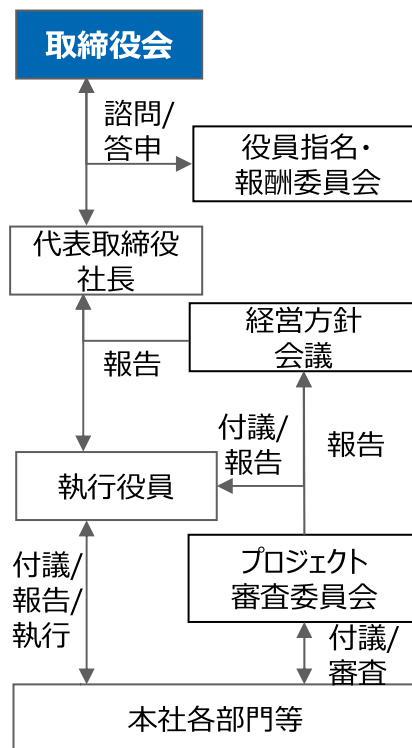 取締役会
諮問/
答申
役員指名・
報酬委員会
代表取締役
社長
経営方針
会議
報告
付議/
報告
報告
執行役員
プロジェクト
審査委員会
付議/
報告/
執行
付議/
審査
本社各部門等